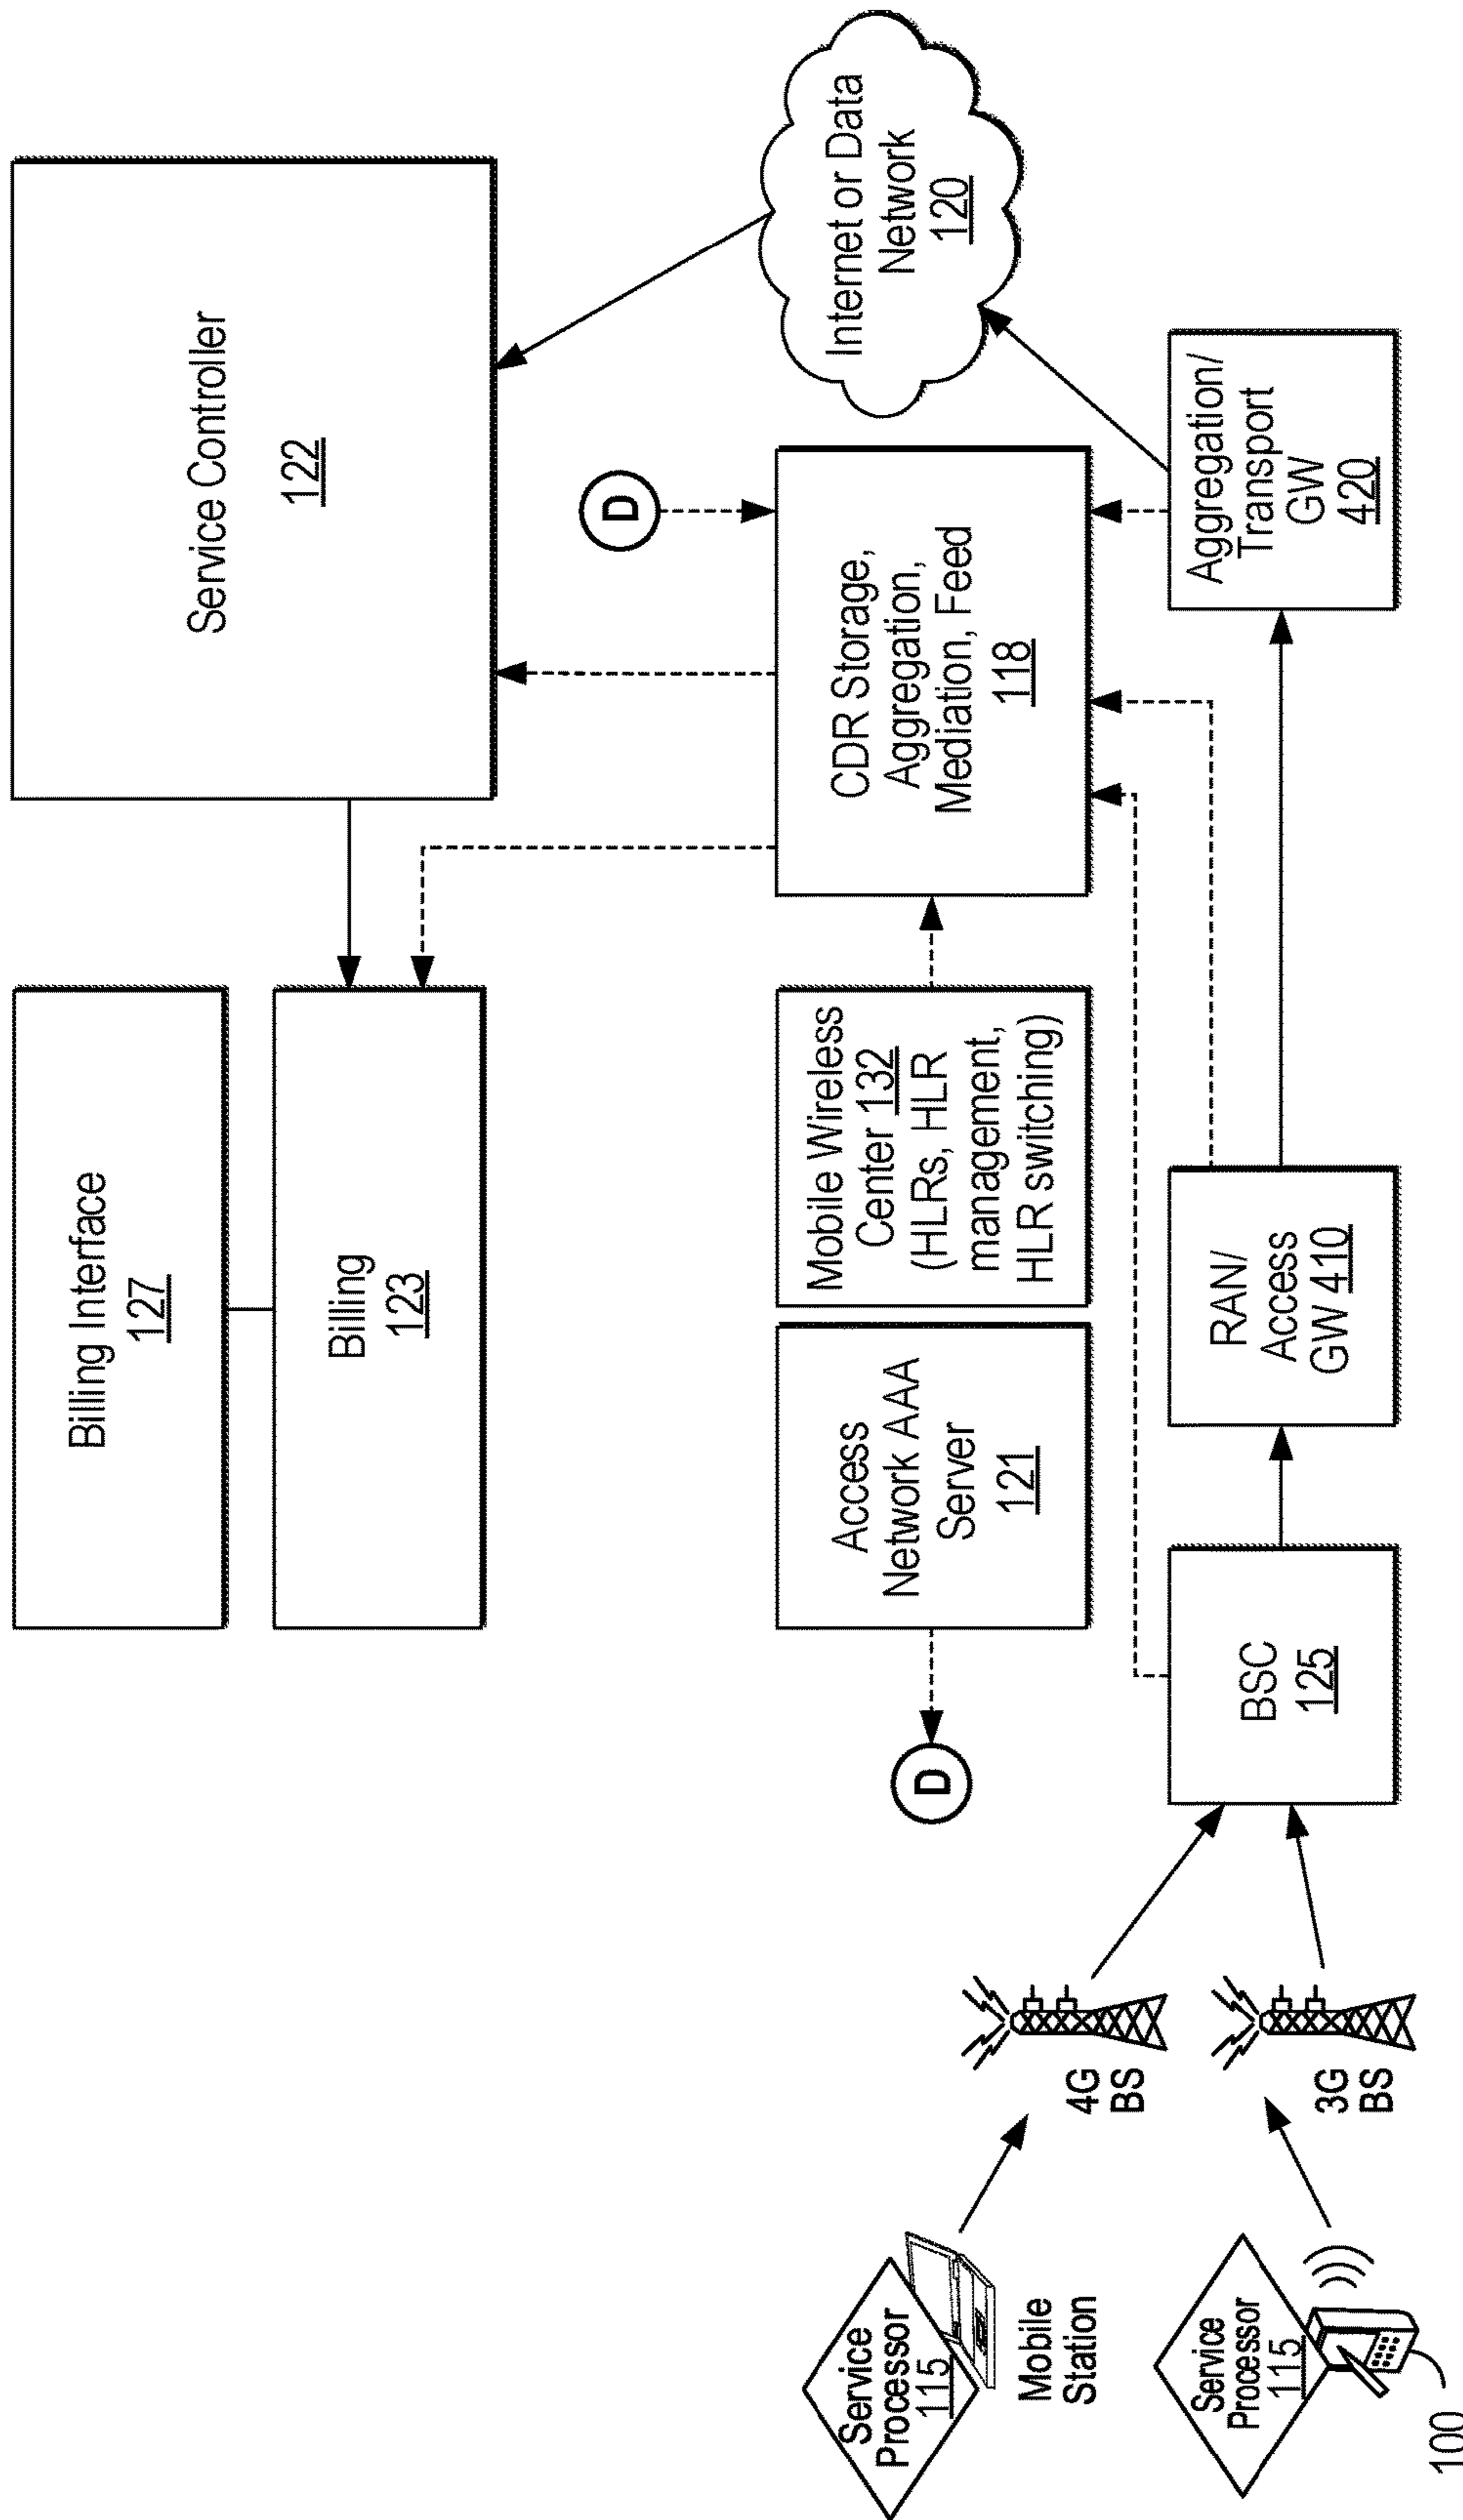 Billing Interface
127
Service Controller
122
Billing
123
D
Access
Network AAA
Server
121
Mobile Wireless
Center 132
(HLRs, HLR
management,
HLR switching)
CDR Storage,
Aggregation,
Mediation, Feed
118
Internet or Data
Network
120
D
Service
Processor
115
Mobile
Station
4G
BS
Service
Processor
115
100
3G
BS
BSC
125
RAN/
Access
GW 410
Aggregation/
Transport
GW
420